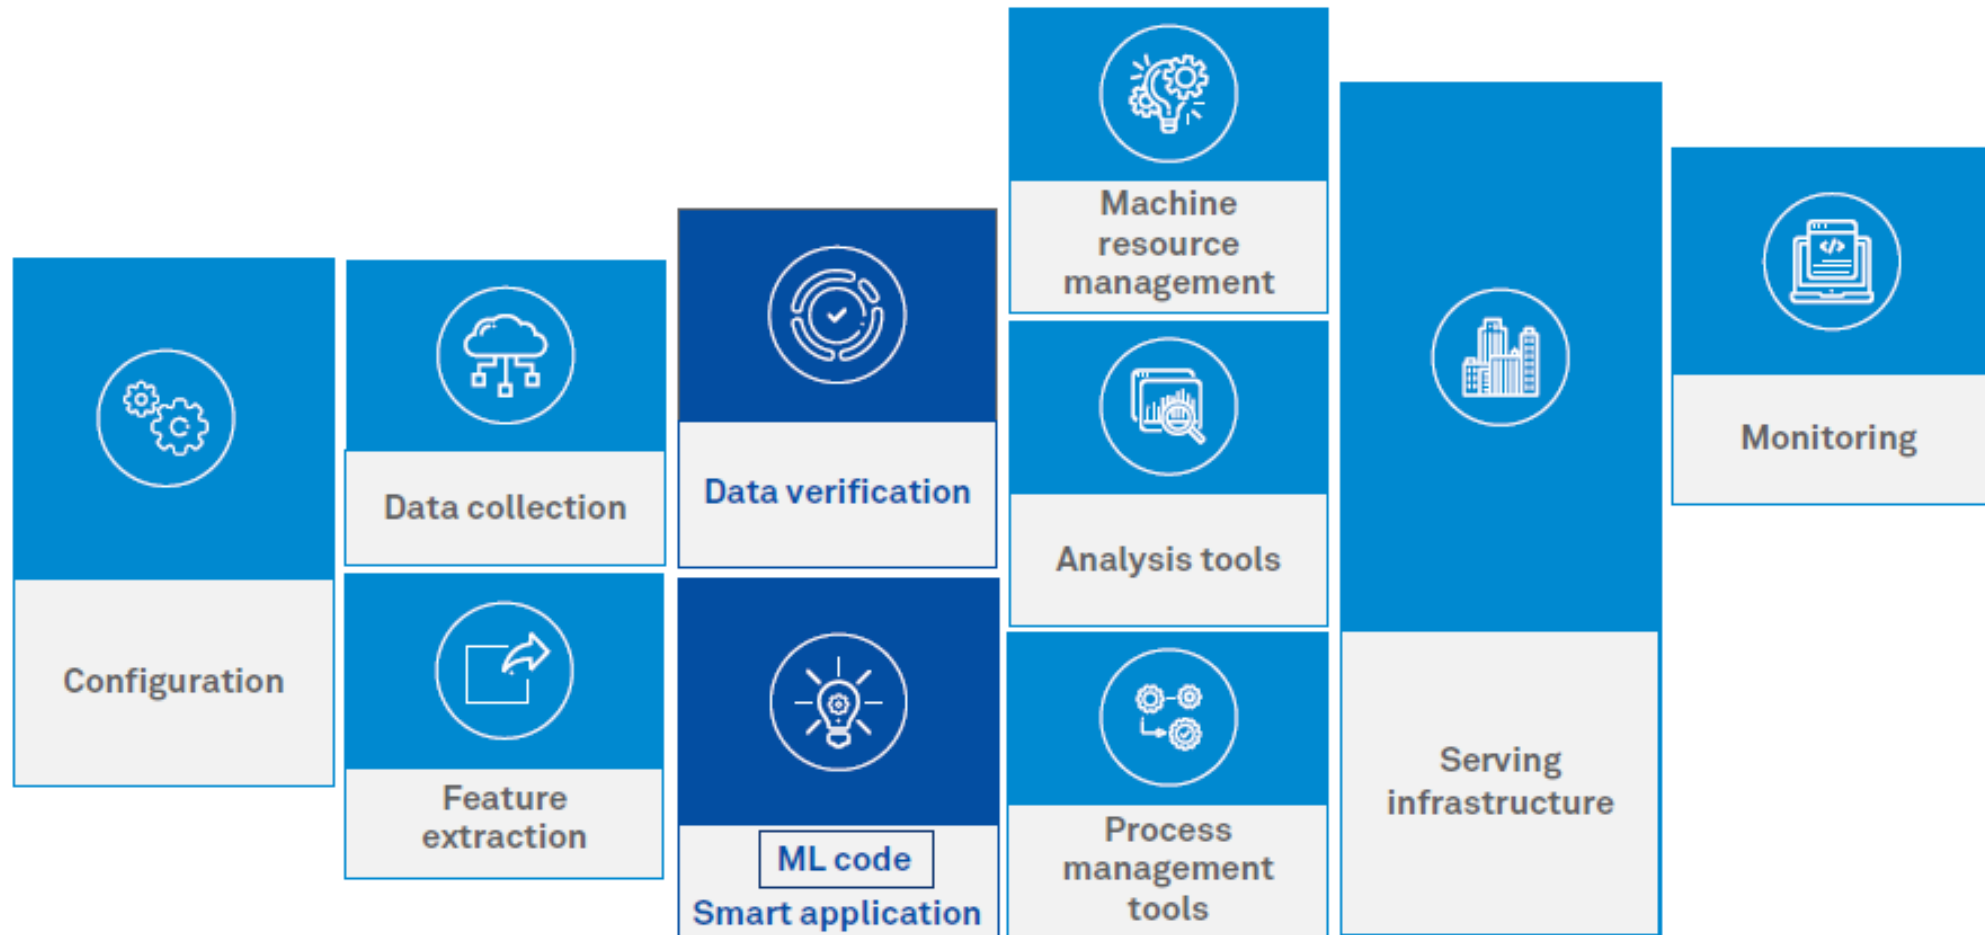 Configuration
Data collection
Feature
extraction
Data verification
ML code
Smart application
Machine
resource
management
Analysis tools
Process
management
tools
Serving
infrastructure
Monitoring